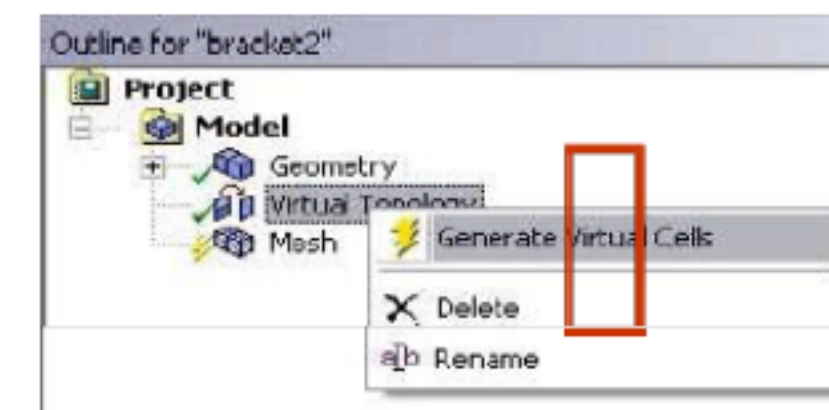 Outline for "bracket2"
Project
Model
Geometry
Virtual Topology
Mesh
Generate Virtual Cells
Delete
Rename